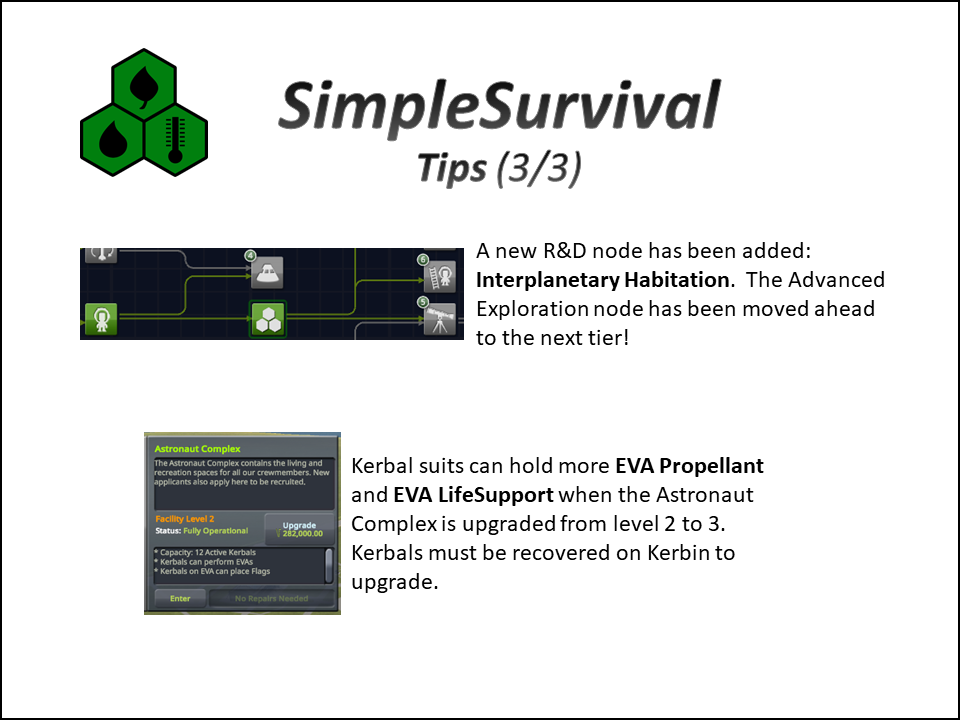 SimpleSurvival
Tips (3/3)
4
6
5
A new R&D node has been added:
Interplanetary Habitation.  The Advanced
Exploration node has been moved ahead
to the next tier!
Astronaut Complex
The Astronaut Complex contains the living and
recreation spaces for all our crewmembers. New
applicants also apply here to be recruited.
Facility Level 2
Status: Fully Operational
Upgrade
282,000.00
* Capacity: 12 Active Kerbals
* Kerbals can perform EVAs
* Kerbals on EVA can place Flags
Enter
No Repairs Needed
Kerbal suits can hold more EVA Propellant
and EVA LifeSupport when the Astronaut
Complex is upgraded from level 2 to 3.
Kerbals must be recovered on Kerbin to
upgrade.